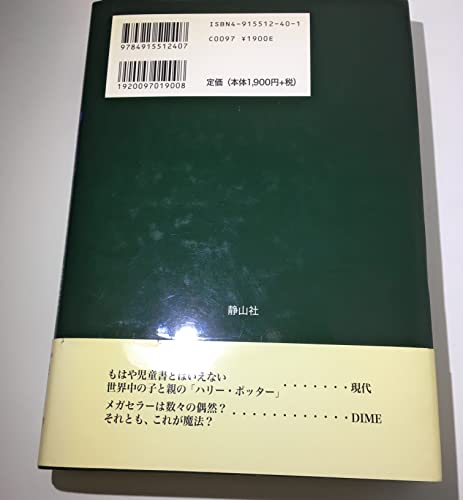 ISBN4-915512-40-1
C0097 ¥1900E
9784915512407
1920097019008
定価（本体1,900円+税）
静山社
もはや児童書とはいえない
世界中の子と親の「ハリー・ポッター」・・・・・・・現代
メガセラーは数々の偶然？
それとも、これが魔法？・・・・・・・・・・・・DIME